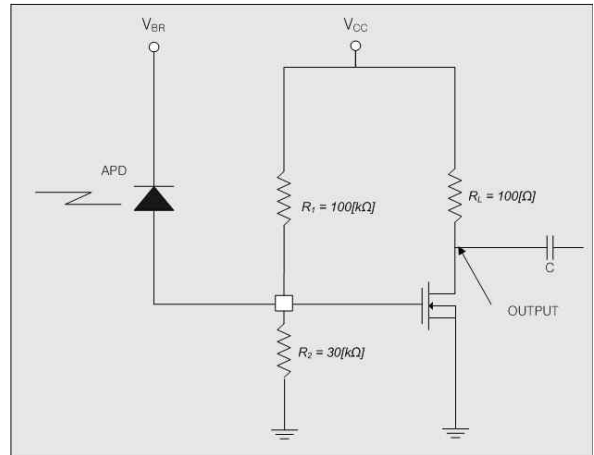 V_BR
V_CC
APD
R_1 = 100[kΩ]
R_L = 100[Ω]
C
OUTPUT
R_2 = 30[kΩ]